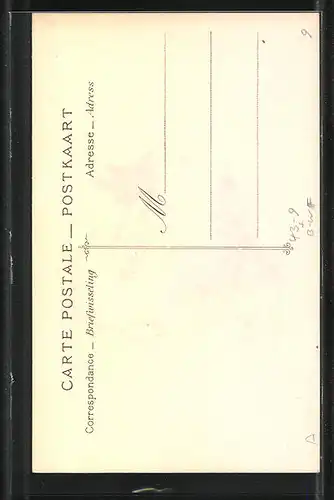 CARTE POSTALE _ POSTKAART
Correspondance _ Briefwisseling
Adresse _ Adress
M
9